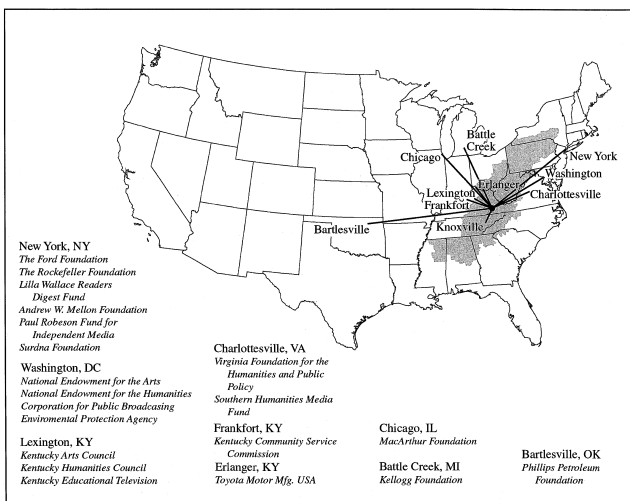 Battle
Creek
Chicago
New York
Washington
Erlanger
Charlottesville
Lexington
Frankfort
Knoxville
Bartlesville
New York, NY
The Ford Foundation
The Rockefeller Foundation
Lilla Wallace Readers
Digest Fund
Andrew W. Mellon Foundation
Paul Robeson Fund for
Independent Media
Surdna Foundation
Washington, DC
National Endowment for the Arts
National Endowment for the Humanities
Corporation for Public Broadcasting
Enviromental Protection Agency
Lexington, KY
Kentucky Arts Council
Kentucky Humanities Council
Kentucky Educational Television
Charlottesville, VA
Virginia Foundation for the
Humanities and Public
Policy
Southern Humanities Media
Fund
Frankfort, KY
Kentucky Community Service
Commission
Erlanger, KY
Toyota Motor Mfg. USA
Chicago, IL
MacArthur Foundation
Battle Creek, MI
Kellogg Foundation
Bartlesville, OK
Phillips Petroleum
Foundation